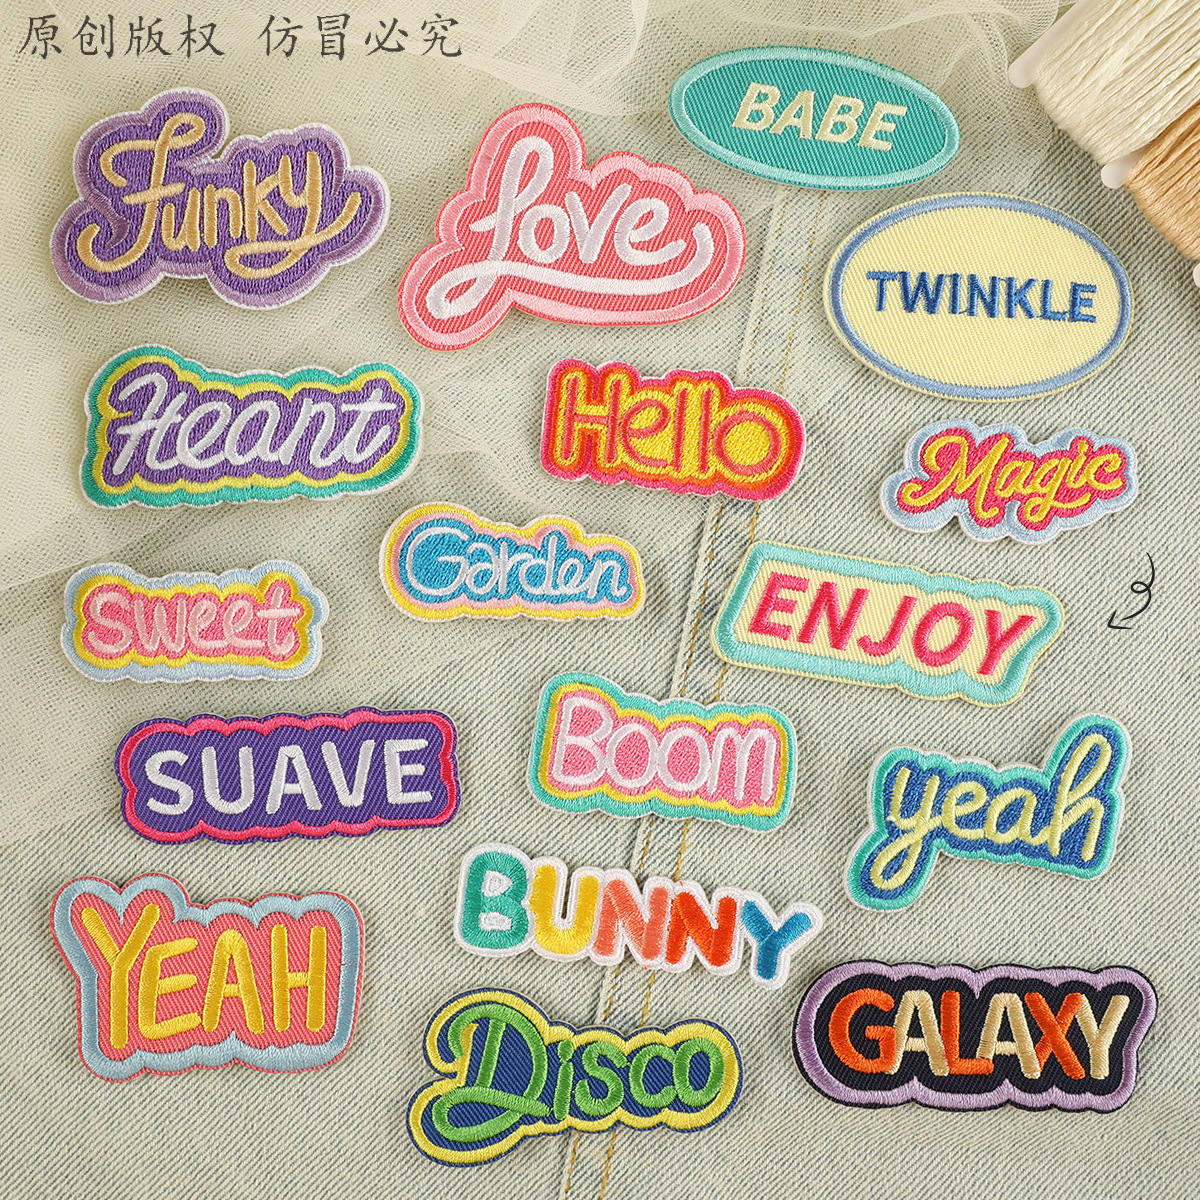 原创版权 仿冒必究
BABE
Funky
Love
TWINKLE
Heant
Hello
Magic
Garden
Sweet
ENJOY
SUAVE
BOOM
yeah
YEAH
BUNNY
DISCO
GALAXY